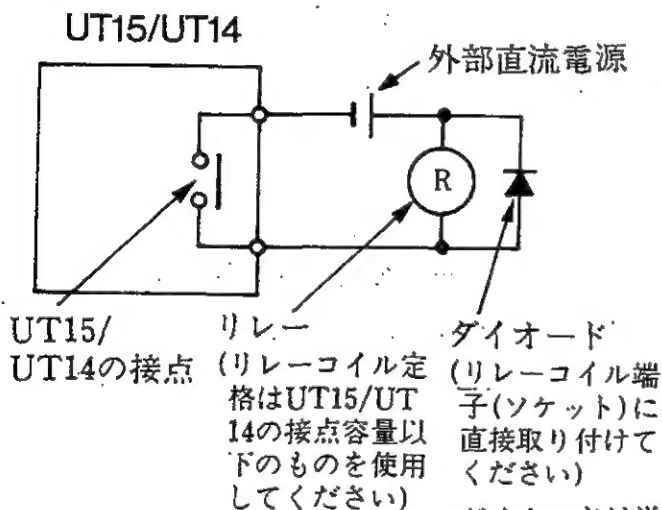 UT15/UT14
外部直流電源
R
UT15/
UT14の接点
リレー
(リレーコイル定
格はUT15/UT
14の接点容量以
下のものを使用
してください)
ダイオード
(リレーコイル端
子(ソケット)に
直接取り付けて
ください)